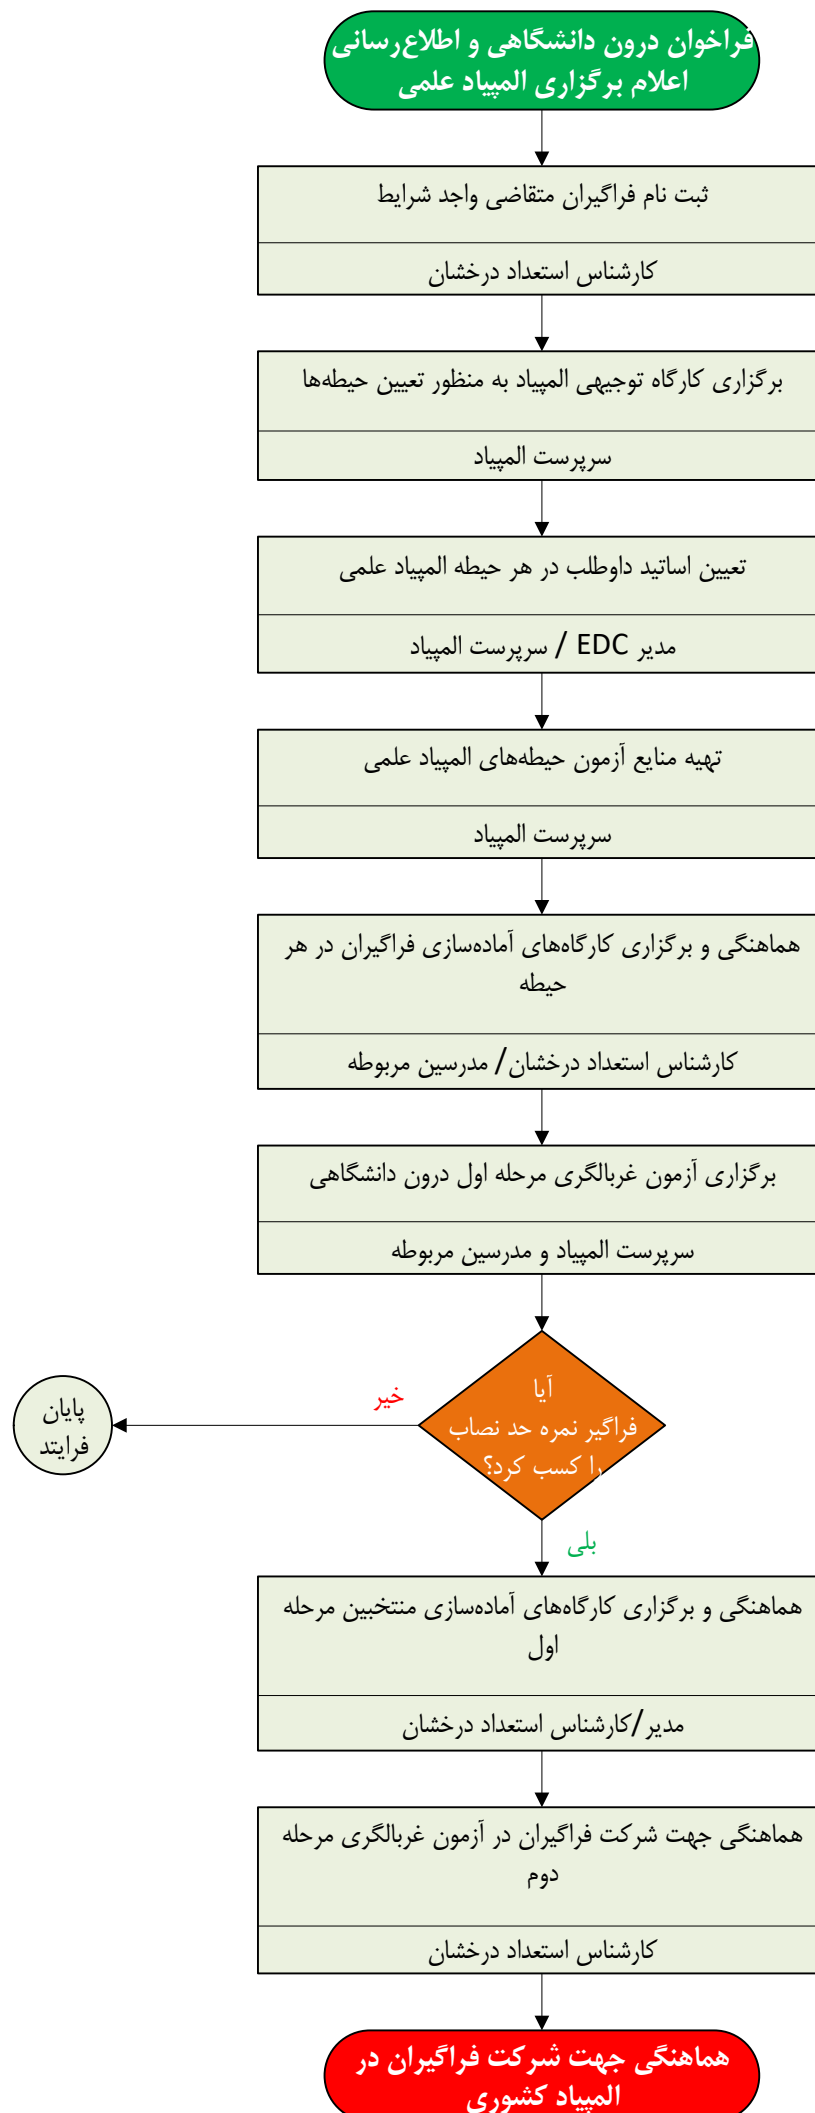 فراخوان درون دانشگاهی و اطلاع‌رسانی
اعلام برگزاری المپیاد علمی
ثبت نام فراگیران متقاضی واجد شرایط
کارشناس استعداد درخشان
برگزاری کارگاه توجیهی المپیاد به منظور تعیین حیطه‌ها
سرپرست المپیاد
تعیین اساتید داوطلب در هر حیطه المپیاد علمی
مدیر EDC / سرپرست المپیاد
تهیه منابع آزمون حیطه‌های المپیاد علمی
سرپرست المپیاد
هماهنگی و برگزاری کارگاه‌های آماده‌سازی فراگیران در هر
حیطه
کارشناس استعداد درخشان/ مدرسین مربوطه
برگزاری آزمون غربالگری مرحله اول درون دانشگاهی
سرپرست المپیاد و مدرسین مربوطه
آیا
فراگیر نمره حد نصاب
را کسب کرد؟
خیر
پایان
فرایتد
بلی
هماهنگی و برگزاری کارگاه‌های آماده‌سازی منتخبین مرحله
اول
مدیر/کارشناس استعداد درخشان
هماهنگی جهت شرکت فراگیران در آزمون غربالگری مرحله
دوم
کارشناس استعداد درخشان
هماهنگی جهت شرکت فراگیران در
المپیاد کشوری